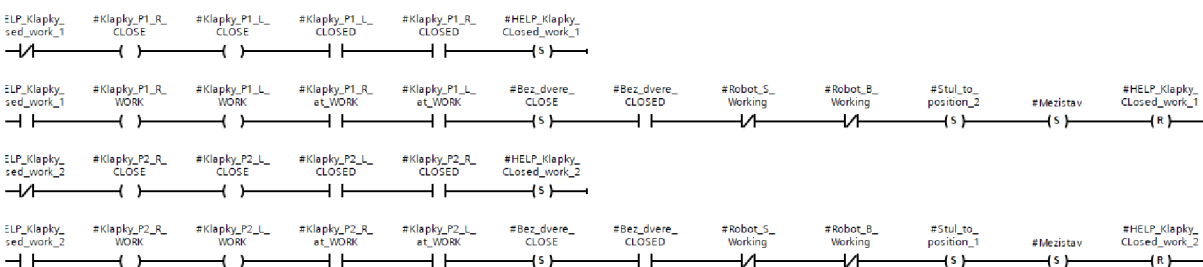 ELP_Klapky_ #Klapky_P1_R_ #Klapky_P1_L_ #Klapky_P1_L_ #Klapky_P1_R_ #HELP_Klapky_
sed_work_1 CLOSE CLOSE CLOSED CLOSED CLosed_work_1
( S )
ELP_Klapky_ #Klapky_P1_R_ #Klapky_P1_L_ #Klapky_P1_R_ #Klapky_P1_L_ #Bez_dvere_ #Bez_dvere_ #Robot_S_ #Robot_B_ #Stul_to_ #HELP_Klapky_
sed_work_1 WORK WORK at_WORK at_WORK CLOSE CLOSED Working Working position_2 #Mezistav CLosed_work_1
( S ) ( S ) ( S ) ( R )
ELP_Klapky_ #Klapky_P2_R_ #Klapky_P2_L_ #Klapky_P2_L_ #Klapky_P2_R_ #HELP_Klapky_
sed_work_2 CLOSE CLOSE CLOSED CLOSED CLosed_work_2
( S )
ELP_Klapky_ #Klapky_P2_R_ #Klapky_P2_L_ #Klapky_P2_R_ #Klapky_P2_L_ #Bez_dvere_ #Bez_dvere_ #Robot_S_ #Robot_B_ #Stul_to_ #HELP_Klapky_
sed_work_2 WORK WORK at_WORK at_WORK CLOSE CLOSED Working Working position_1 #Mezistav CLosed_work_2
( S ) ( S ) ( S ) ( R )